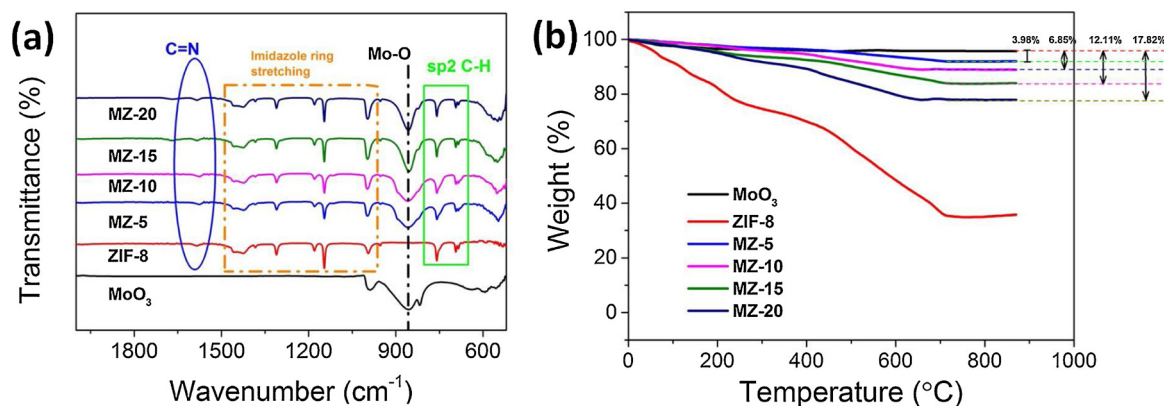 (a)
C=N
Imidazole ring
stretching
Mo-O
sp2 C-H
MZ-20
MZ-15
MZ-10
MZ-5
ZIF-8
MoO₃
Transmittance (%)
1800
1500
1200
900
600
Wavenumber (cm⁻¹)
(b)
3.98%
6.85%
12.11%
17.82%
100
80
60
40
20
0
Weight (%)
MoO₃
ZIF-8
MZ-5
MZ-10
MZ-15
MZ-20
0
200
400
600
800
1000
Temperature (°C)